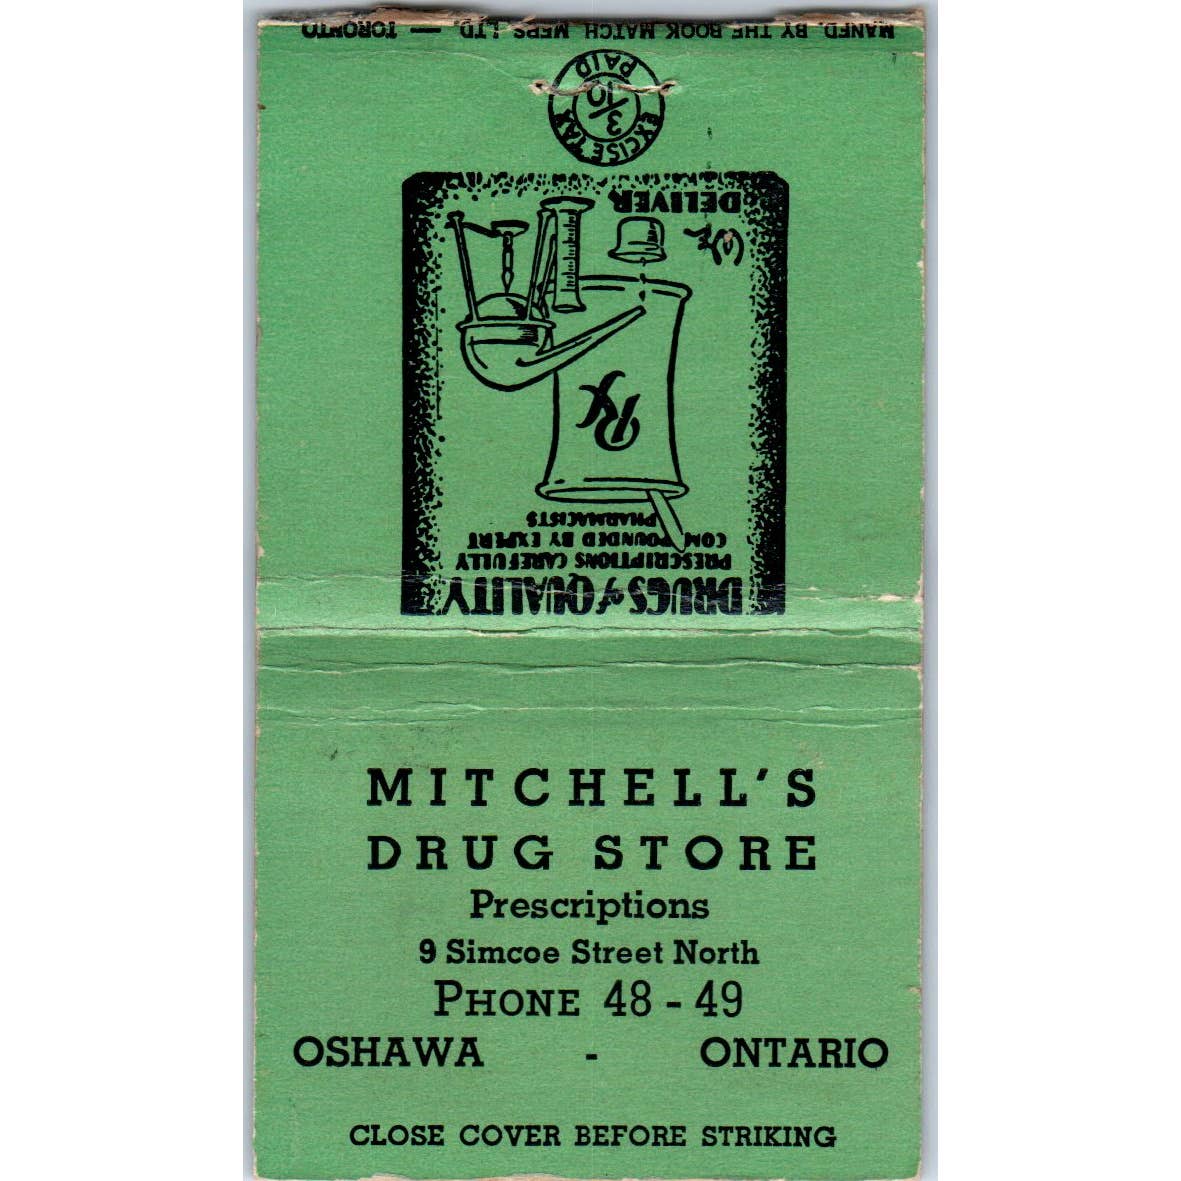 MANFD. BY THE BOOK MATCH MFRS. LTD. — TORONTO
EXCISE TAX
3/10
PAID
We
DELIVER
Rx
DRUGS of QUALITY
PRESCRIPTIONS CAREFULLY
COMPOUNDED BY EXPERT
PHARMACISTS
MITCHELL'S
DRUG STORE
Prescriptions
9 Simcoe Street North
PHONE 48 - 49
OSHAWA - ONTARIO
CLOSE COVER BEFORE STRIKING